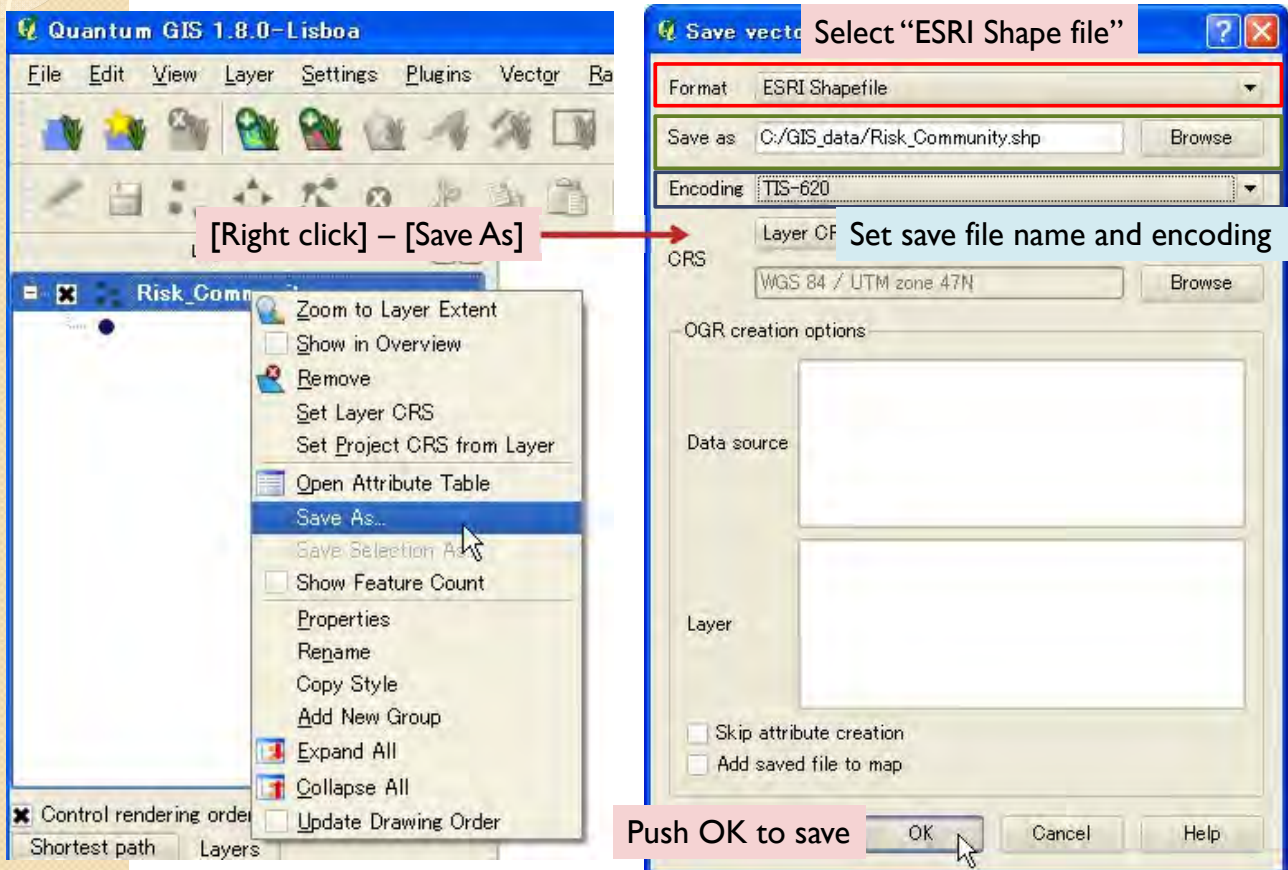 Quantum GIS 1.8.0-Lisboa
File Edit View Layer Settings Plugins Vector Ra
[Right click] – [Save As]
Risk_Comm
Zoom to Layer Extent
Show in Overview
Remove
Set Layer CRS
Set Project CRS from Layer
Open Attribute Table
Save As...
Save Selection As
Show Feature Count
Properties
Rename
Copy Style
Add New Group
Expand All
Collapse All
Update Drawing Order
Control rendering order
Shortest path Layers
Save vecto
Select “ESRI Shape file”
Format ESRI Shapefile
Save as C:/GIS_data/Risk_Community.shp Browse
Encoding TIS-620
Layer CR
Set save file name and encoding
CRS
WGS 84 / UTM zone 47N Browse
OGR creation options
Data source
Layer
Skip attribute creation
Add saved file to map
Push OK to save
OK Cancel Help